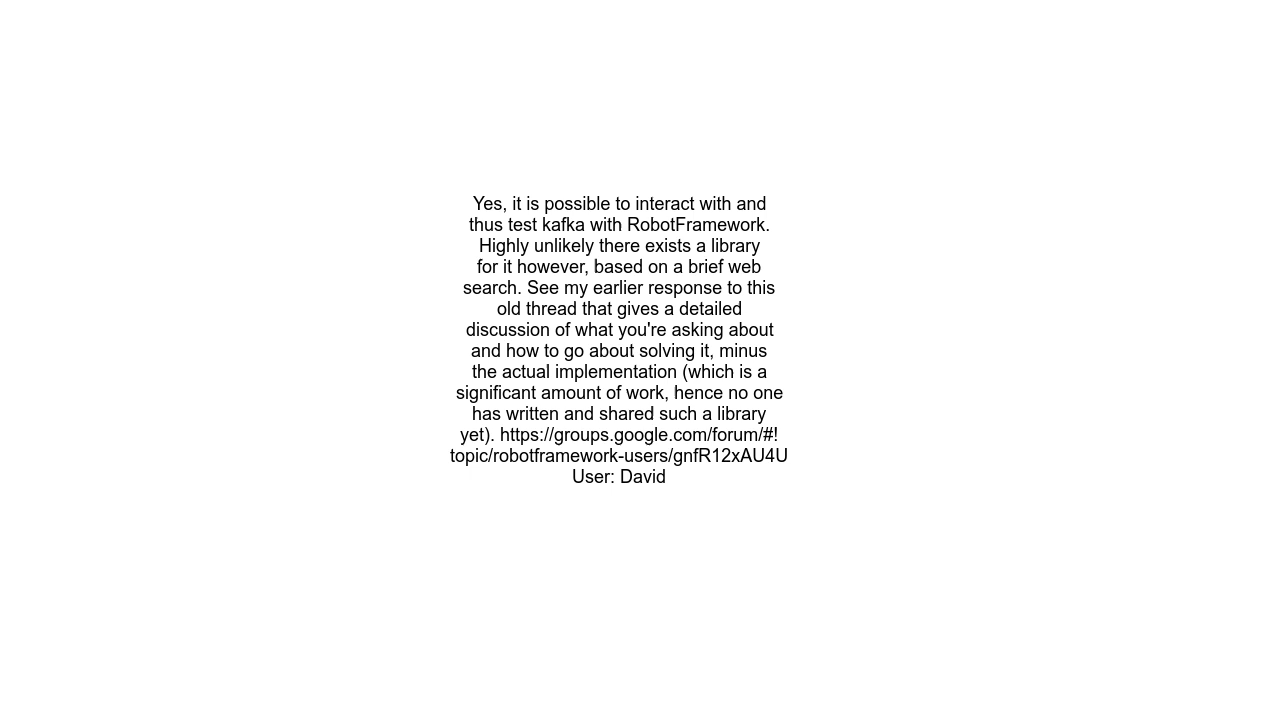 Yes, it is possible to interact with and
thus test kafka with RobotFramework.
Highly unlikely there exists a library
for it however, based on a brief web
search. See my earlier response to this
old thread that gives a detailed
discussion of what you're asking about
and how to go about solving it, minus
the actual implementation (which is a
significant amount of work, hence no one
has written and shared such a library
yet). https://groups.google.com/forum/#!
topic/robotframework-users/gnfR12xAU4U
User: David